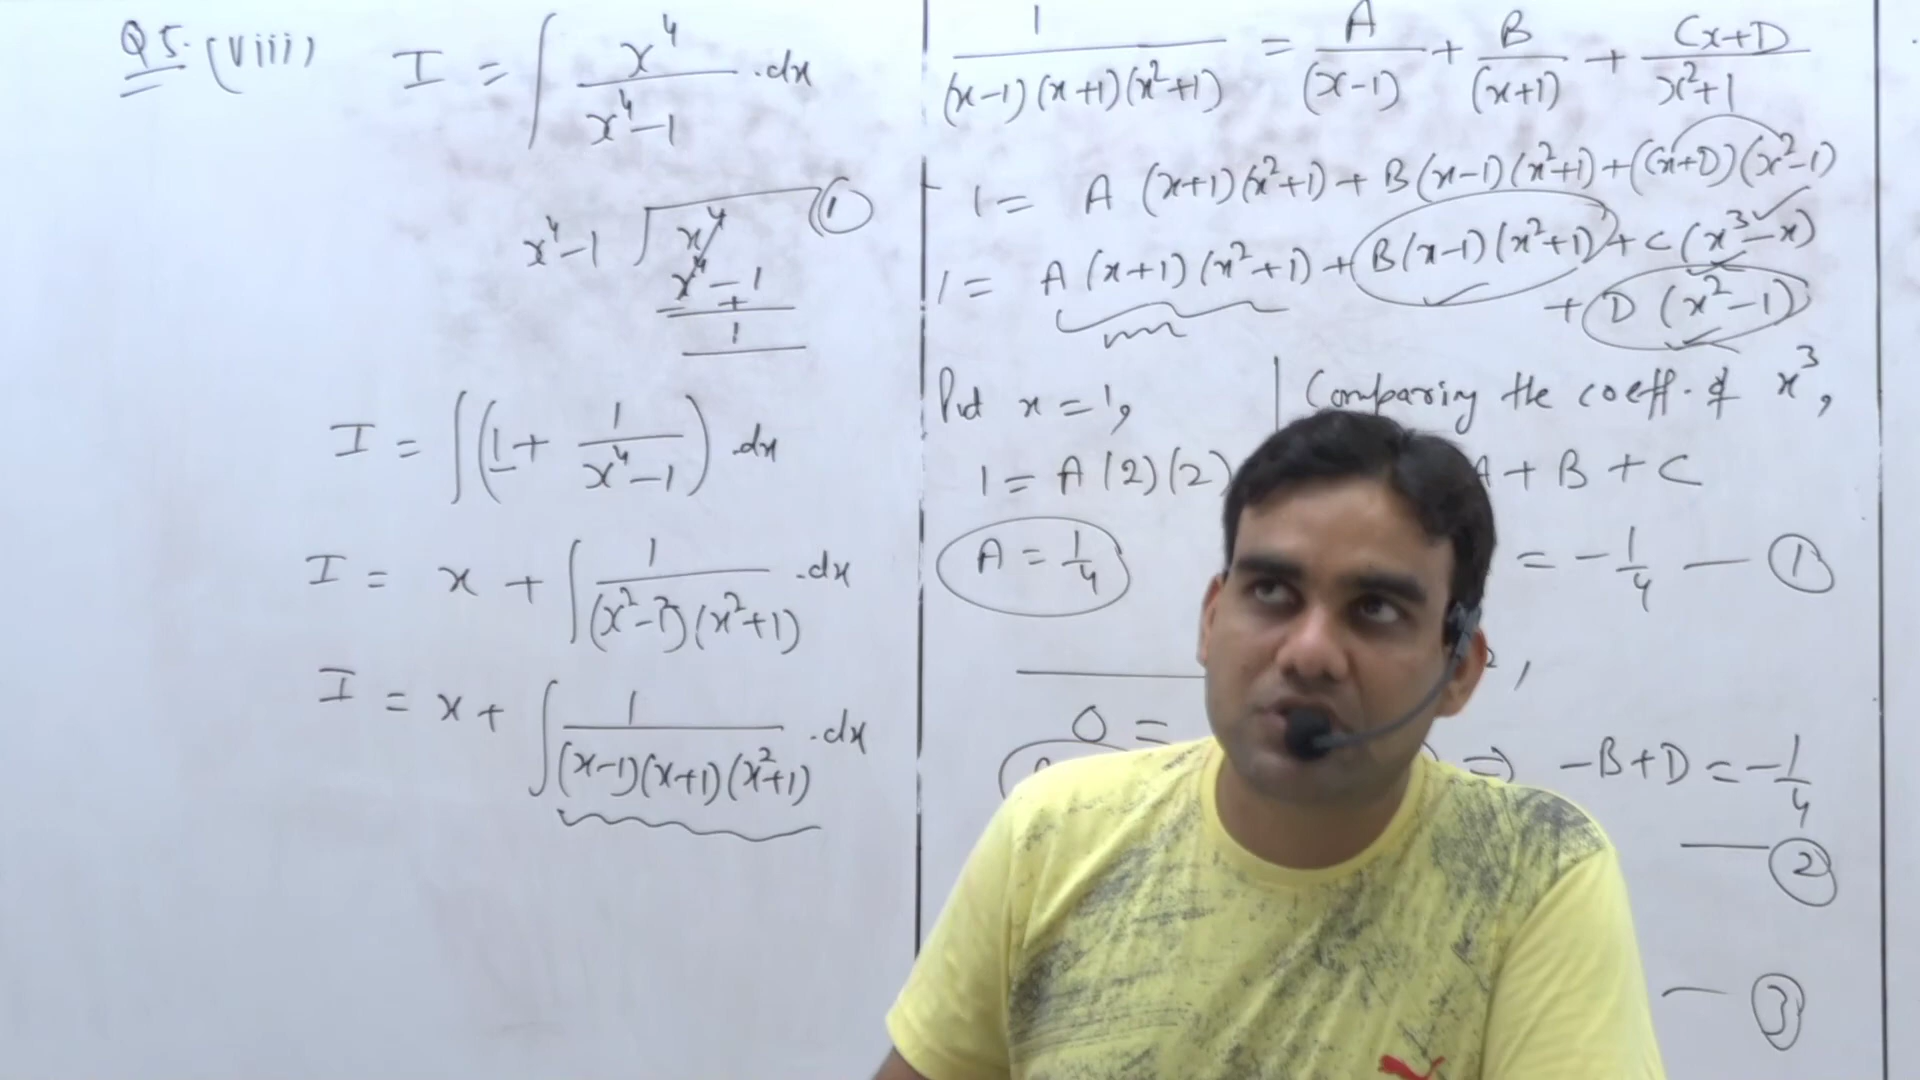 Q5. (viii) I = ∫ x⁴/(x⁴-1) .dx
x⁴-1 ) x⁴ ( 1
x⁴ - 1
+
1
I = ∫ (1 + 1/(x⁴-1)) .dx
I = x + ∫ 1/((x²-1²)(x²+1)) .dx
I = x + ∫ 1/((x-1)(x+1)(x²+1)) .dx
1/((x-1)(x+1)(x²+1)) = A/(x-1) + B/(x+1) + (Cx+D)/(x²+1)
1 = A (x+1)(x²+1) + B(x-1)(x²+1) + (Cx+D)(x²-1)
1 = A (x+1)(x²+1) + B(x-1)(x²+1) + C(x³-x)
+ D (x²-1)
Put x=1,
1 = A(2)(2)
A = 1/4
Comparing the coeff. of x³,
A + B + C
= -1/4 — ①
,
0 =
⇒ -B+D = -1/4
— ②
— ③